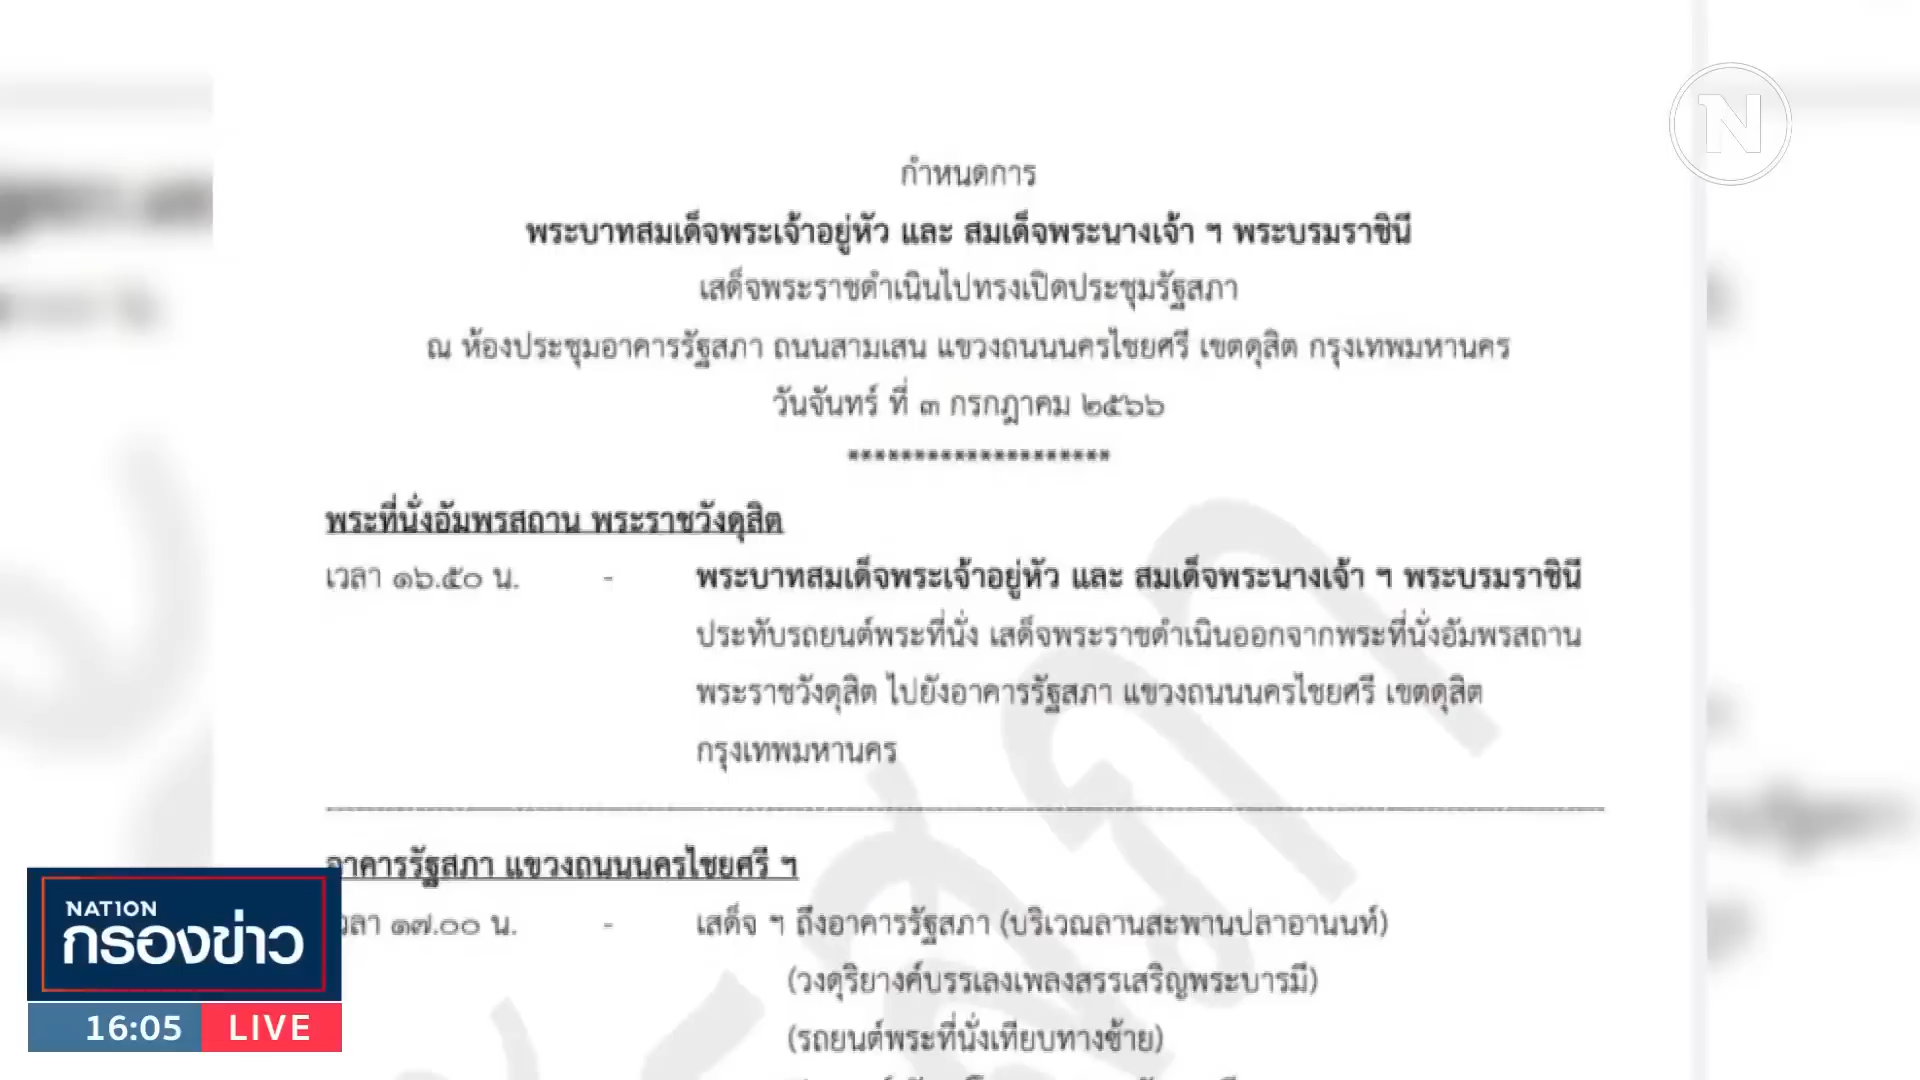 กำหนดการ
พระบาทสมเด็จพระเจ้าอยู่หัว และ สมเด็จพระนางเจ้า ฯ พระบรมราชินี
เสด็จพระราชดำเนินไปทรงเปิดประชุมรัฐสภา
ณ ห้องประชุมอาคารรัฐสภา ถนนสามเสน แขวงถนนนครไชยศรี เขตดุสิต กรุงเทพมหานคร
วันจันทร์ ที่ ๓ กรกฎาคม ๒๕๖๖
********************
พระที่นั่งอัมพรสถาน พระราชวังดุสิต
เวลา ๑๖.๕๐ น. - พระบาทสมเด็จพระเจ้าอยู่หัว และ สมเด็จพระนางเจ้า ฯ พระบรมราชินี
ประทับรถยนต์พระที่นั่ง เสด็จพระราชดำเนินออกจากพระที่นั่งอัมพรสถาน
พระราชวังดุสิต ไปยังอาคารรัฐสภา แขวงถนนนครไชยศรี เขตดุสิต
กรุงเทพมหานคร
อาคารรัฐสภา แขวงถนนนครไชยศรี ฯ
เวลา ๑๗.๐๐ น. - เสด็จ ฯ ถึงอาคารรัฐสภา (บริเวณลานสะพานปลาอานนท์)
(วงดุริยางค์บรรเลงเพลงสรรเสริญพระบารมี)
(รถยนต์พระที่นั่งเทียบทางซ้าย)
N
NATION
กรองข่าว
16:05 LIVE